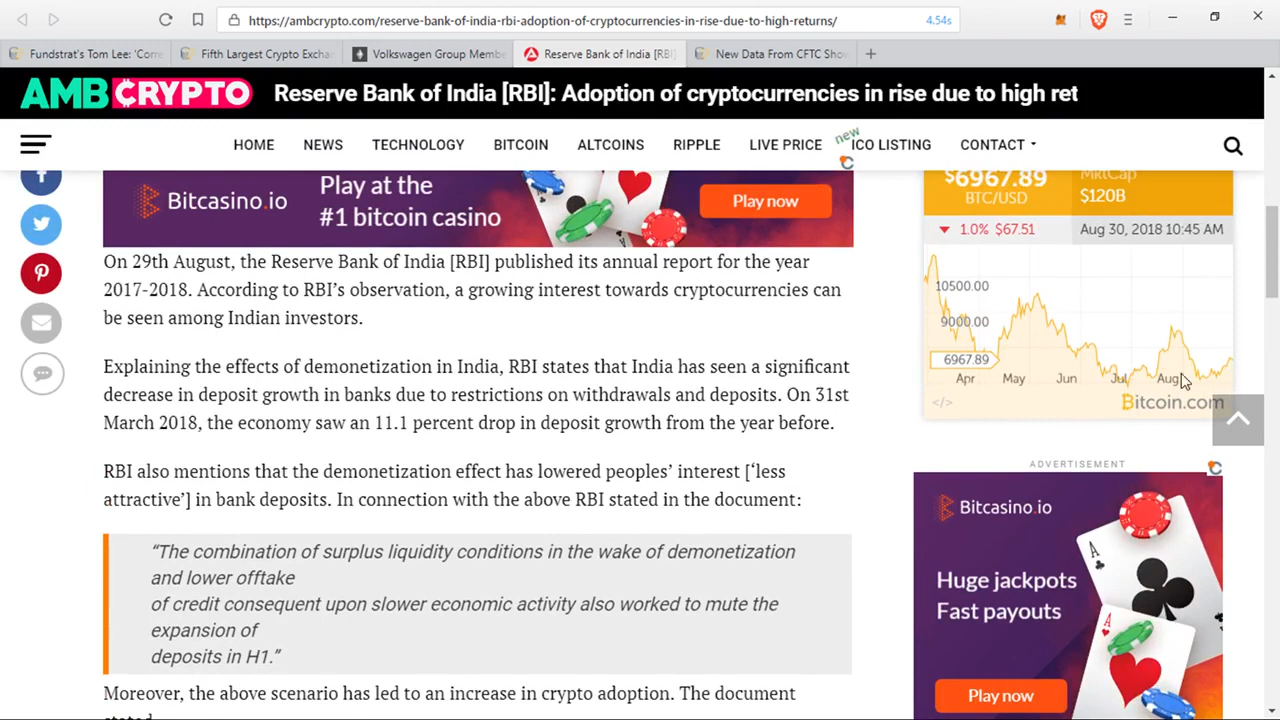 https://ambcrypto.com/reserve-bank-of-india-rbi-adoption-of-cryptocurrencies-in-rise-due-to-high-returns/
4.54s
Fundstrat's Tom Lee: 'Corre
Fifth Largest Crypto Exchan
Volkswagen Group Membe
Reserve Bank of India [RBI]
New Data From CFTC Show
AMBCRYPTO
Reserve Bank of India [RBI]: Adoption of cryptocurrencies in rise due to high ret
HOME
NEWS
TECHNOLOGY
BITCOIN
ALTCOINS
RIPPLE
LIVE PRICE
new
ICO LISTING
CONTACT
Bitcasino.io
Play at the
#1 bitcoin casino
Play now
On 29th August, the Reserve Bank of India [RBI] published its annual report for the year
2017-2018. According to RBI's observation, a growing interest towards cryptocurrencies can
be seen among Indian investors.
Explaining the effects of demonetization in India, RBI states that India has seen a significant
decrease in deposit growth in banks due to restrictions on withdrawals and deposits. On 31st
March 2018, the economy saw an 11.1 percent drop in deposit growth from the year before.
RBI also mentions that the demonetization effect has lowered peoples' interest ['less
attractive'] in bank deposits. In connection with the above RBI stated in the document:
“The combination of surplus liquidity conditions in the wake of demonetization
and lower offtake
of credit consequent upon slower economic activity also worked to mute the
expansion of
deposits in H1.”
Moreover, the above scenario has led to an increase in crypto adoption. The document
stated
$6967.89
BTC/USD
MktCap
$120B
1.0% $67.51
Aug 30, 2018 10:45 AM
10500.00
9000.00
6967.89
Apr
May
Jun
Jul
Aug
</>
Bitcoin.com
ADVERTISEMENT
Bitcasino.io
A
A
Huge jackpots
Fast payouts
A
Play now